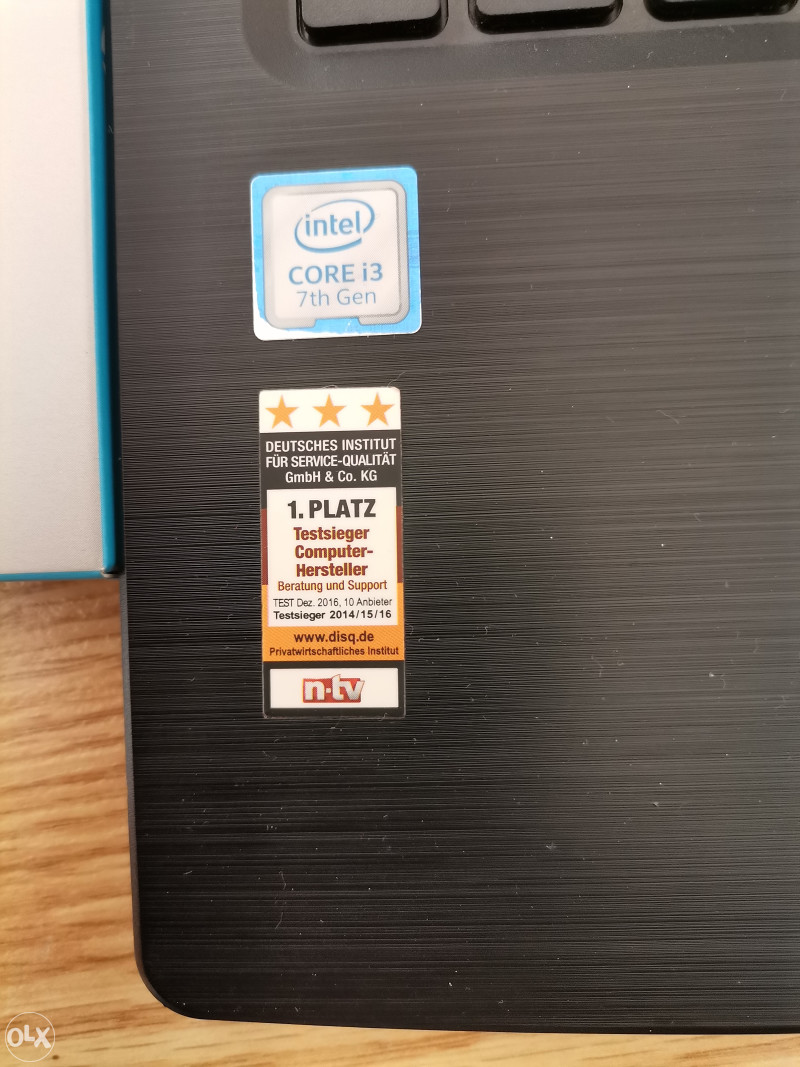 intel
CORE i3
7th Gen
DEUTSCHES INSTITUT
FÜR SERVICE-QUALITÄT
GmbH & Co. KG
1. PLATZ
Testsieger
Computer-
Hersteller
Beratung und Support
TEST Dez. 2016, 10 Anbieter
Testsieger 2014/15/16
www.disq.de
Privatwirtschaftliches Institut
n-tv
OLX